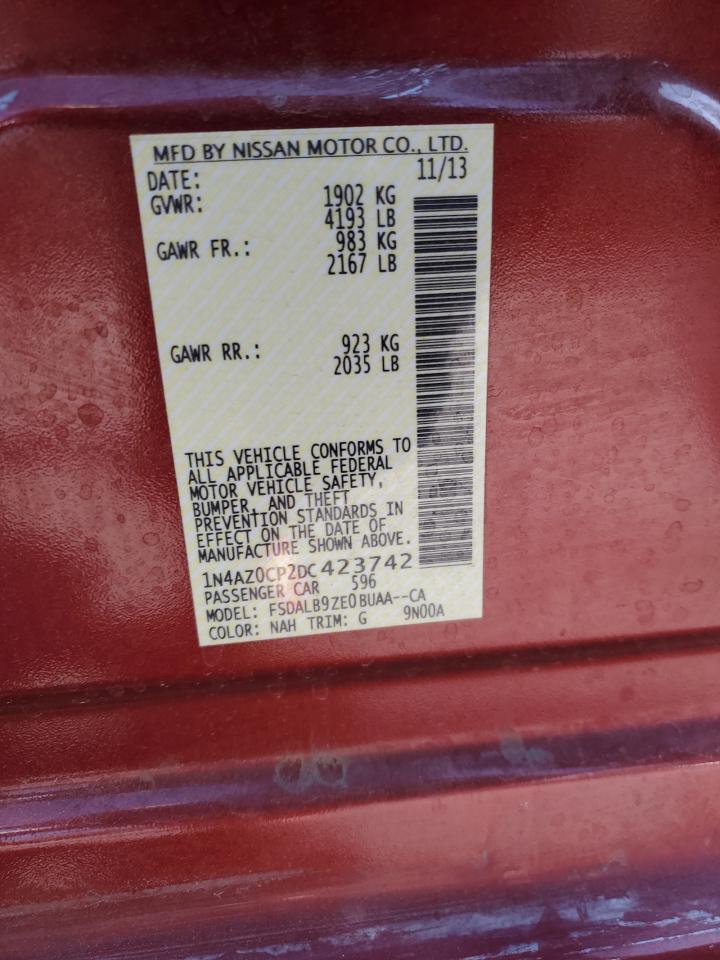 MFD BY NISSAN MOTOR CO., LTD.
DATE: 11/13
GVWR: 1902 KG
4193 LB
GAWR FR.: 983 KG
2167 LB
GAWR RR.: 923 KG
2035 LB
THIS VEHICLE CONFORMS TO
ALL APPLICABLE FEDERAL
MOTOR VEHICLE SAFETY,
BUMPER, AND THEFT
PREVENTION STANDARDS IN
EFFECT ON THE DATE OF
MANUFACTURE SHOWN ABOVE.
1N4AZ0CP2DC423742
PASSENGER CAR 596
MODEL: FSDALB9ZE0BUAA--CA
COLOR: NAH TRIM: G 9N00A